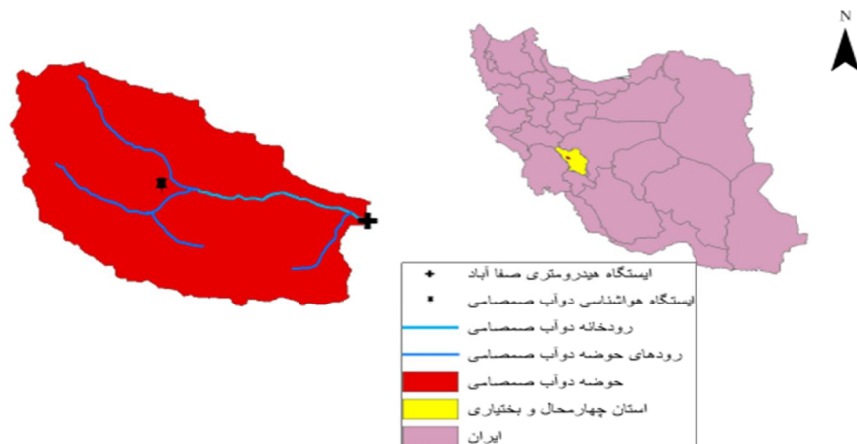 N
ایستگاه هیدرومتری صفا آباد
ایستگاه هواشناسی دوآب صمصامی
رودخانه دوآب صمصامی
رودهای حوضه دوآب صمصامی
حوضه دوآب صمصامی
استان چهارمحال و بختیاری
ایران